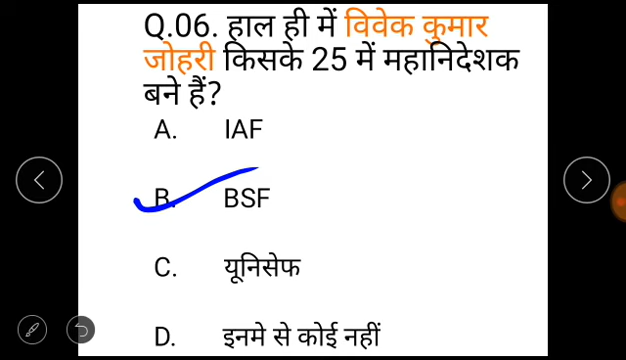 Q.06. हाल ही में विवेक कुमार
जोहरी किसके 25 में महानिदेशक
बने हैं?
A. IAF
B. BSF
C. यूनिसेफ
D. इनमे से कोई नहीं